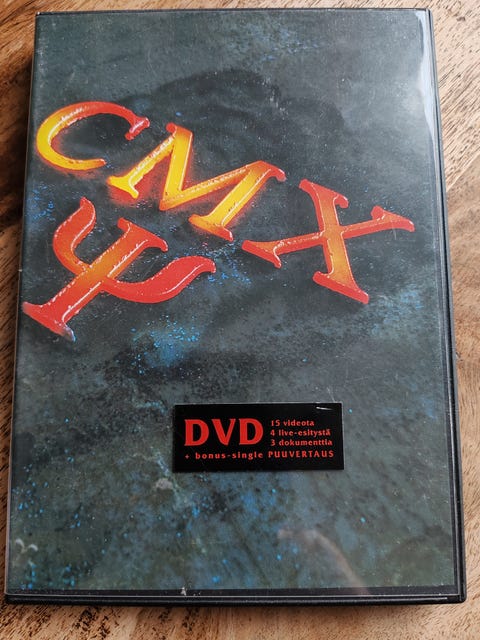 CMX
Ψ
DVD
15 videota
4 live-esitystä
3 dokumenttia
+ bonus-single PUUVERTAUS